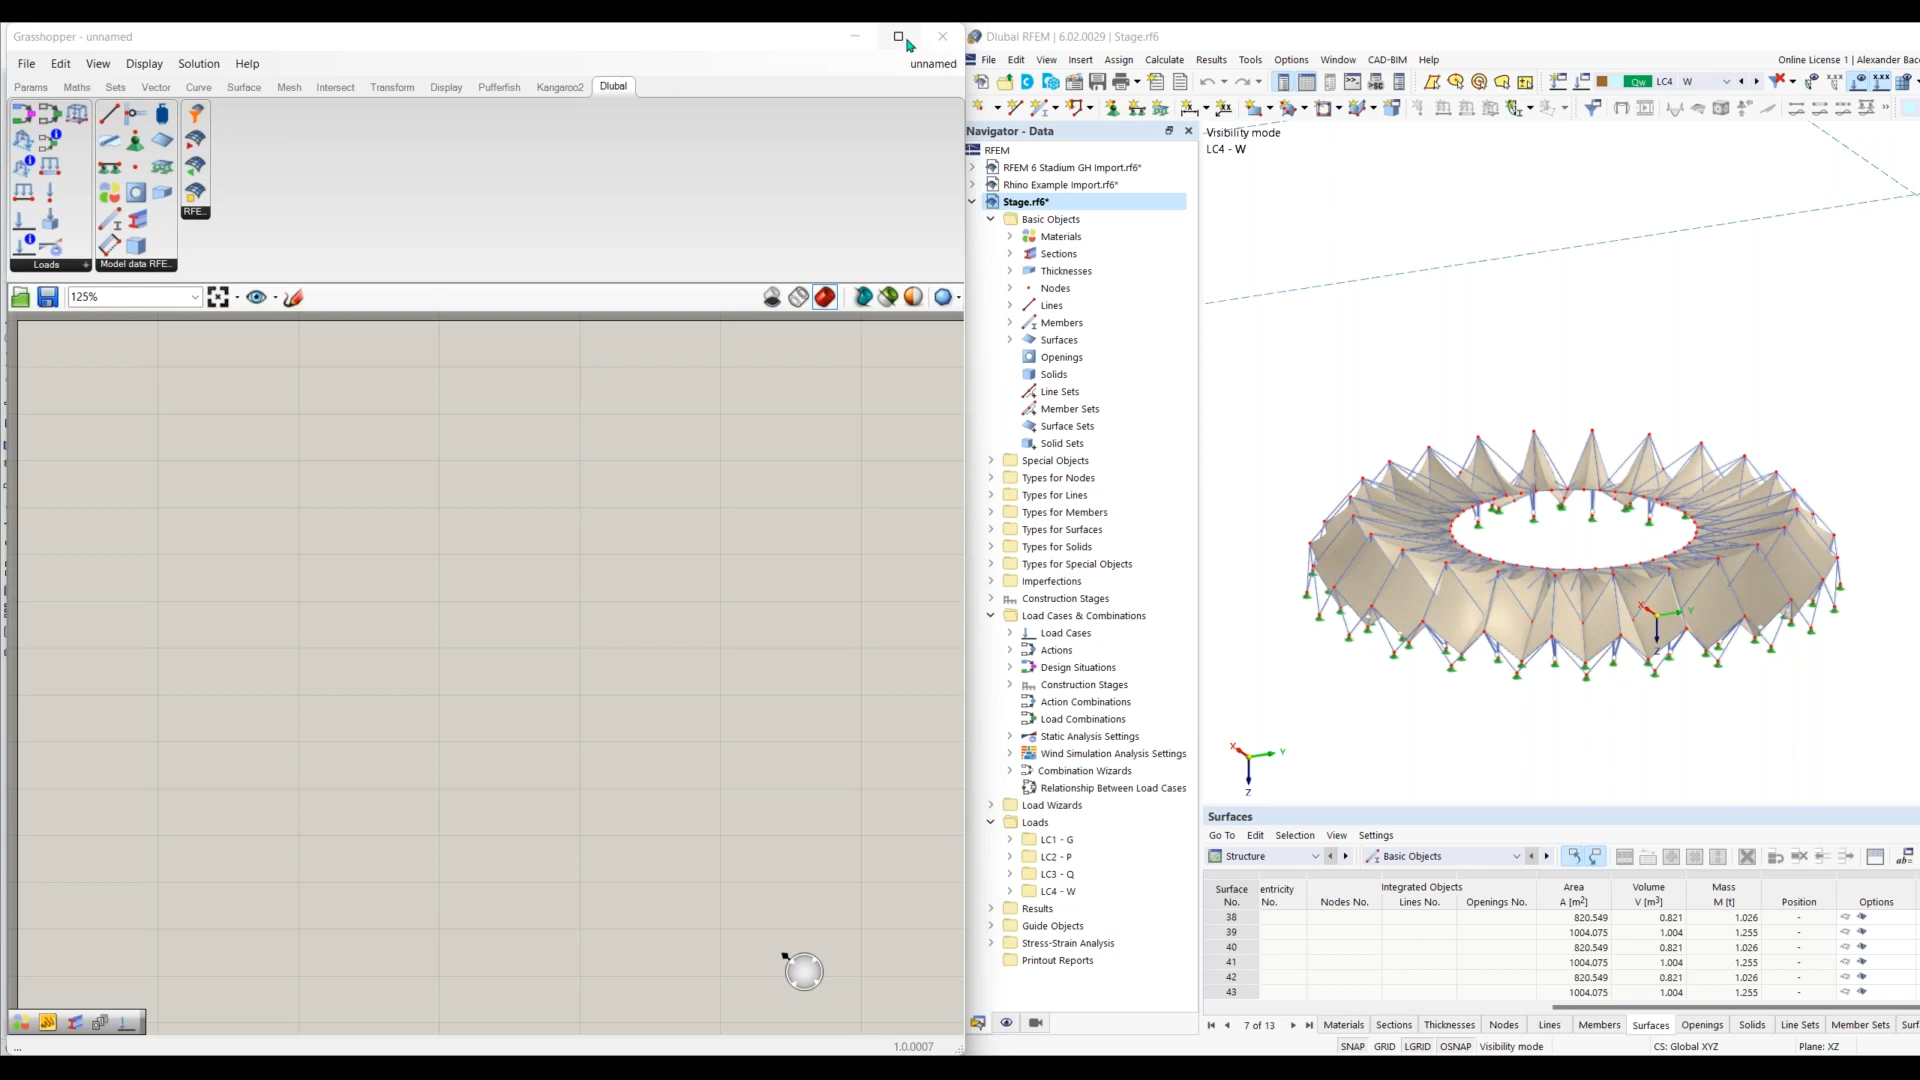 Grasshopper - unnamed
File Edit View Display Solution Help
unnamed
Params Maths Sets Vector Curve Surface Mesh Intersect Transform Display Pufferfish Kangaroo2 Dlubal
Loads
Model data RFE...
RFE...
125%
...
1.0.0007
Dlubal RFEM | 6.02.0029 | Stage.rf6
File Edit View Insert Assign Calculate Results Tools Options Window CAD-BIM Help
Online License 1 | Alexander Bac
Qw LC4 W
Navigator - Data
RFEM
RFEM 6 Stadium GH Import.rf6*
Rhino Example Import.rf6*
Stage.rf6*
Basic Objects
Materials
Sections
Thicknesses
Nodes
Lines
Members
Surfaces
Openings
Solids
Line Sets
Member Sets
Surface Sets
Solid Sets
Special Objects
Types for Nodes
Types for Lines
Types for Members
Types for Surfaces
Types for Solids
Types for Special Objects
Imperfections
Construction Stages
Load Cases & Combinations
Load Cases
Actions
Design Situations
Construction Stages
Action Combinations
Load Combinations
Static Analysis Settings
Wind Simulation Analysis Settings
Combination Wizards
Relationship Between Load Cases
Load Wizards
Loads
LC1 - G
LC2 - P
LC3 - Q
LC4 - W
Results
Guide Objects
Stress-Strain Analysis
Printout Reports
Visibility mode
LC4 - W
X Y Z
X Y Z
Surfaces
Go To Edit Selection View Settings
Structure
Basic Objects
Surface entricity Integrated Objects Area Volume Mass
No. No. Nodes No. Lines No. Openings No. A [m²] V [m³] M [t] Position Options
38 820.549 0.821 1.026 -
39 1004.075 1.004 1.255 -
40 820.549 0.821 1.026 -
41 1004.075 1.004 1.255 -
42 820.549 0.821 1.026 -
43 1004.075 1.004 1.255 -
7 of 13
Materials Sections Thicknesses Nodes Lines Members Surfaces Openings Solids Line Sets Member Sets Surf
SNAP GRID LGRID OSNAP Visibility mode
CS: Global XYZ
Plane: XZ